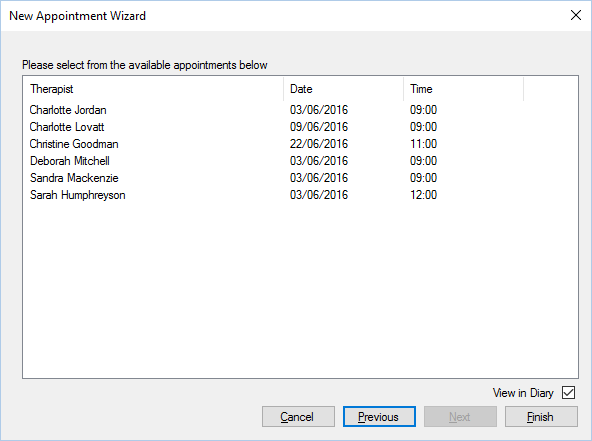 New Appointment Wizard
Please select from the available appointments below
Therapist Date Time
Charlotte Jordan 03/06/2016 09:00
Charlotte Lovatt 09/06/2016 09:00
Christine Goodman 22/06/2016 11:00
Deborah Mitchell 03/06/2016 09:00
Sandra Mackenzie 03/06/2016 09:00
Sarah Humphreyson 03/06/2016 12:00
View in Diary
Cancel Previous Next Finish